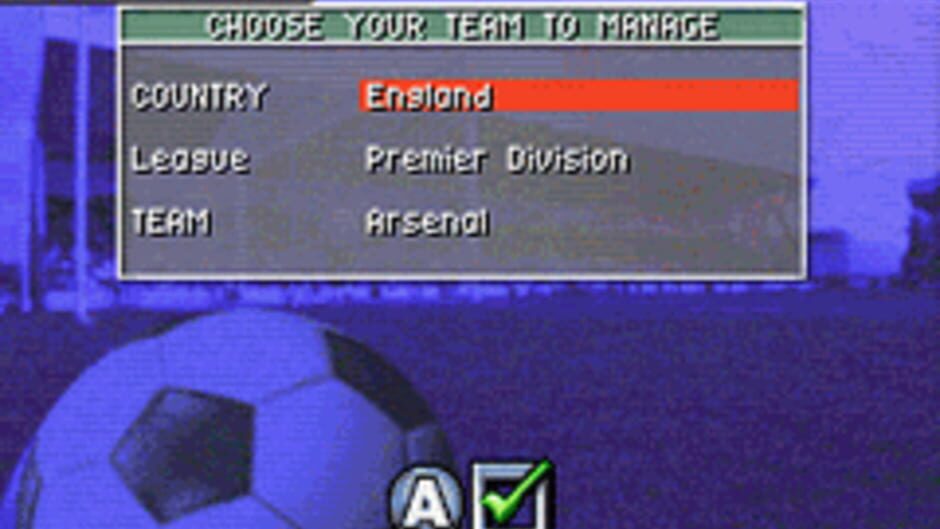 CHOOSE YOUR TEAM TO MANAGE
COUNTRY England
League Premier Division
TEAM Arsenal
A